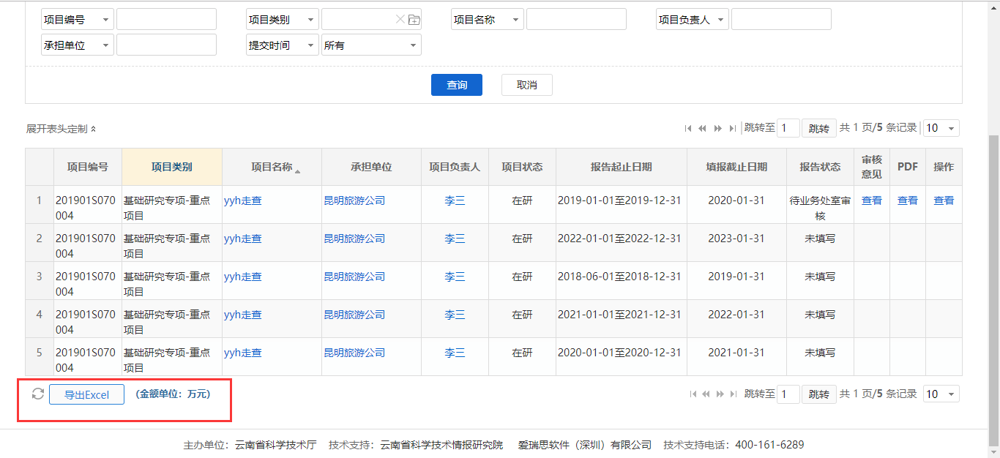 项目编号 项目类别 项目名称 项目负责人
承担单位 提交时间 所有
查询 取消
展开表头定制 跳转至 1 跳转 共 1 页/5 条记录 10
项目编号 项目类别 项目名称 承担单位 项目负责人 项目状态 报告起止日期 填报截止日期 报告状态 审核意见 PDF 操作
1 201901S070004 基础研究专项-重点项目 yyh走查 昆明旅游公司 李三 在研 2019-01-01至2019-12-31 2020-01-31 待业务处室审核 查看 查看 查看
2 201901S070004 基础研究专项-重点项目 yyh走查 昆明旅游公司 李三 在研 2022-01-01至2022-12-31 2023-01-31 未填写
3 201901S070004 基础研究专项-重点项目 yyh走查 昆明旅游公司 李三 在研 2018-06-01至2018-12-31 2019-01-31 未填写
4 201901S070004 基础研究专项-重点项目 yyh走查 昆明旅游公司 李三 在研 2021-01-01至2021-12-31 2022-01-31 未填写
5 201901S070004 基础研究专项-重点项目 yyh走查 昆明旅游公司 李三 在研 2020-01-01至2020-12-31 2021-01-31 未填写
导出Excel (金额单位：万元) 跳转至 1 跳转 共 1 页/5 条记录 10
主办单位：云南省科学技术厅 技术支持：云南省科学技术情报研究院 爱瑞思软件（深圳）有限公司 技术支持电话：400-161-6289